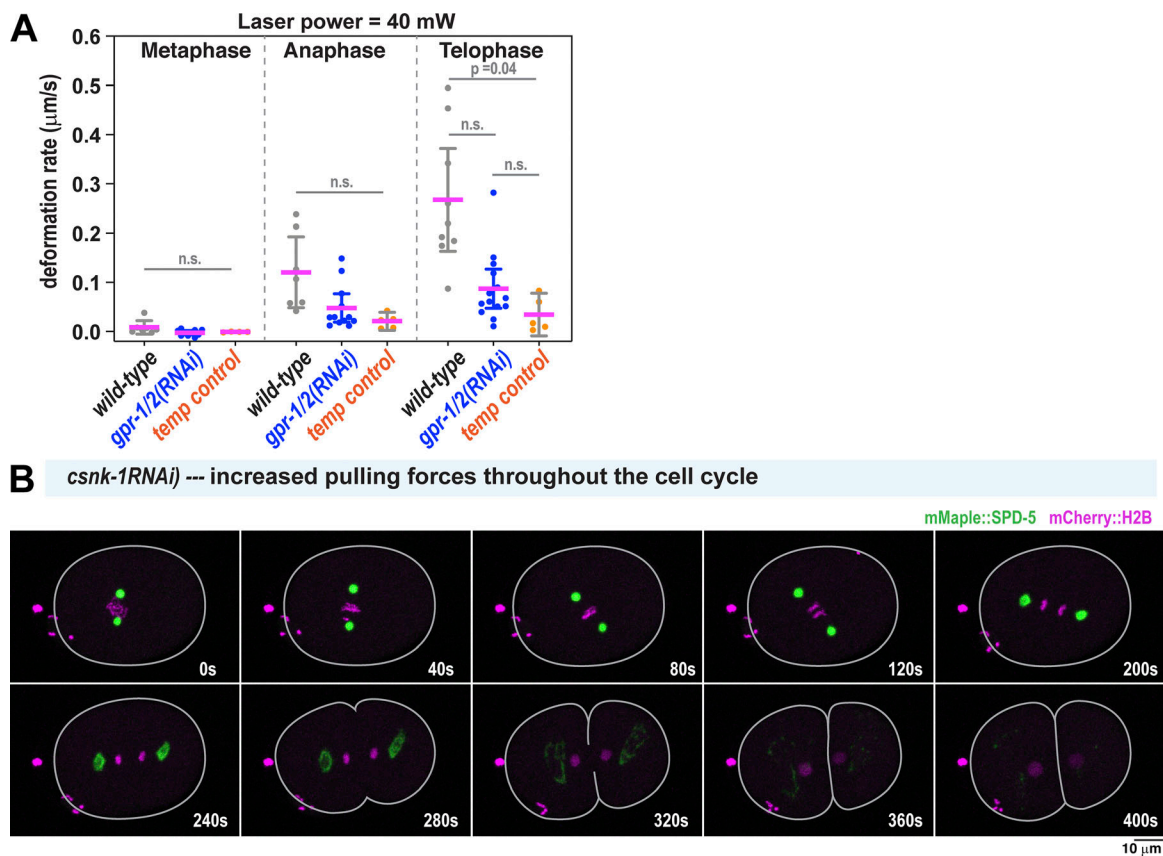 A
Laser power = 40 mW
Metaphase Anaphase Telophase
deformation rate (μm/s)
0.6
0.5
0.4
0.3
0.2
0.1
0.0
p =0.04
n.s.
n.s.
n.s.
n.s.
wild-type
gpr-1/2(RNAi)
temp control
wild-type
gpr-1/2(RNAi)
temp control
wild-type
gpr-1/2(RNAi)
temp control
B csnk-1RNAi) --- increased pulling forces throughout the cell cycle
mMaple::SPD-5 mCherry::H2B
0s 40s 80s 120s 200s
240s 280s 320s 360s 400s
10 μm